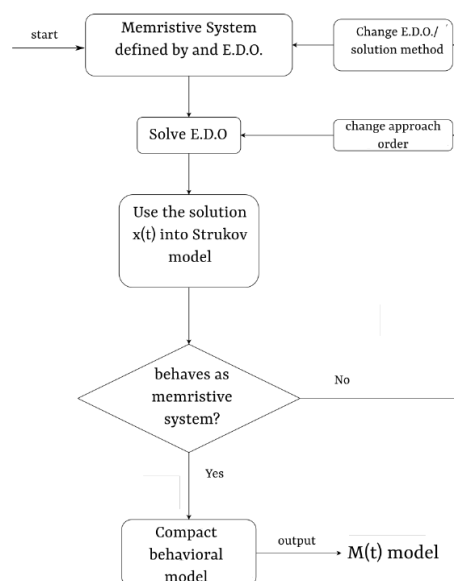 start
Memristive System
defined by and E.D.O.
Change E.D.O./
solution method
Solve E.D.O
change approach
order
Use the solution
x(t) into Strukov
model
behaves as
memristive
system?
No
Yes
Compact
behavioral
model
output
M(t) model